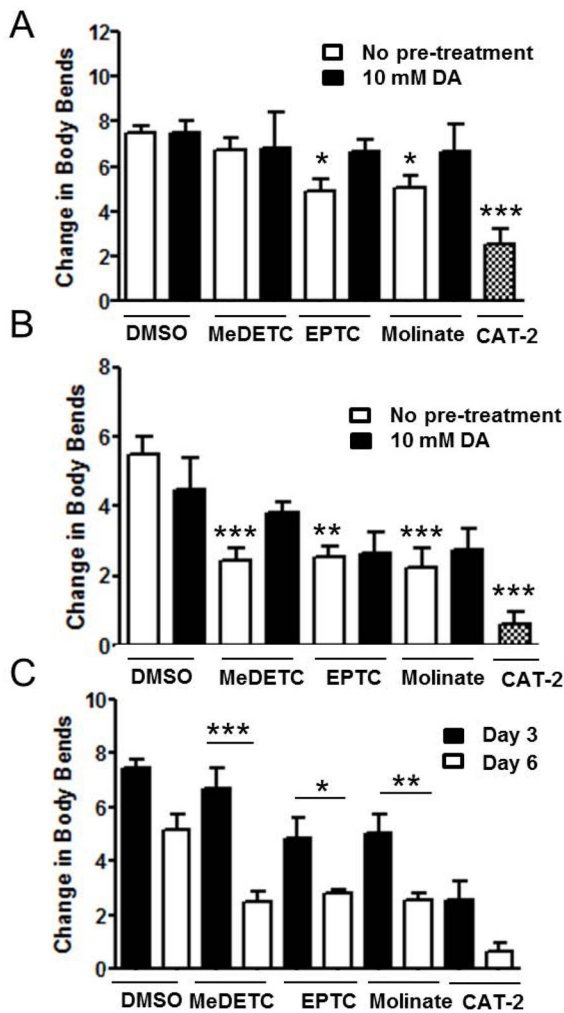 A
12
10
8
6
4
2
0
Change in Body Bends
No pre-treatment
10 mM DA
*
*
***
DMSO MeDETC EPTC Molinate CAT-2
B
8
6
4
2
0
Change in Body Bends
No pre-treatment
10 mM DA
***
**
***
***
DMSO MeDETC EPTC Molinate CAT-2
C
10
8
6
4
2
0
Change in Body Bends
Day 3
Day 6
***
*
**
DMSO MeDETC EPTC Molinate CAT-2